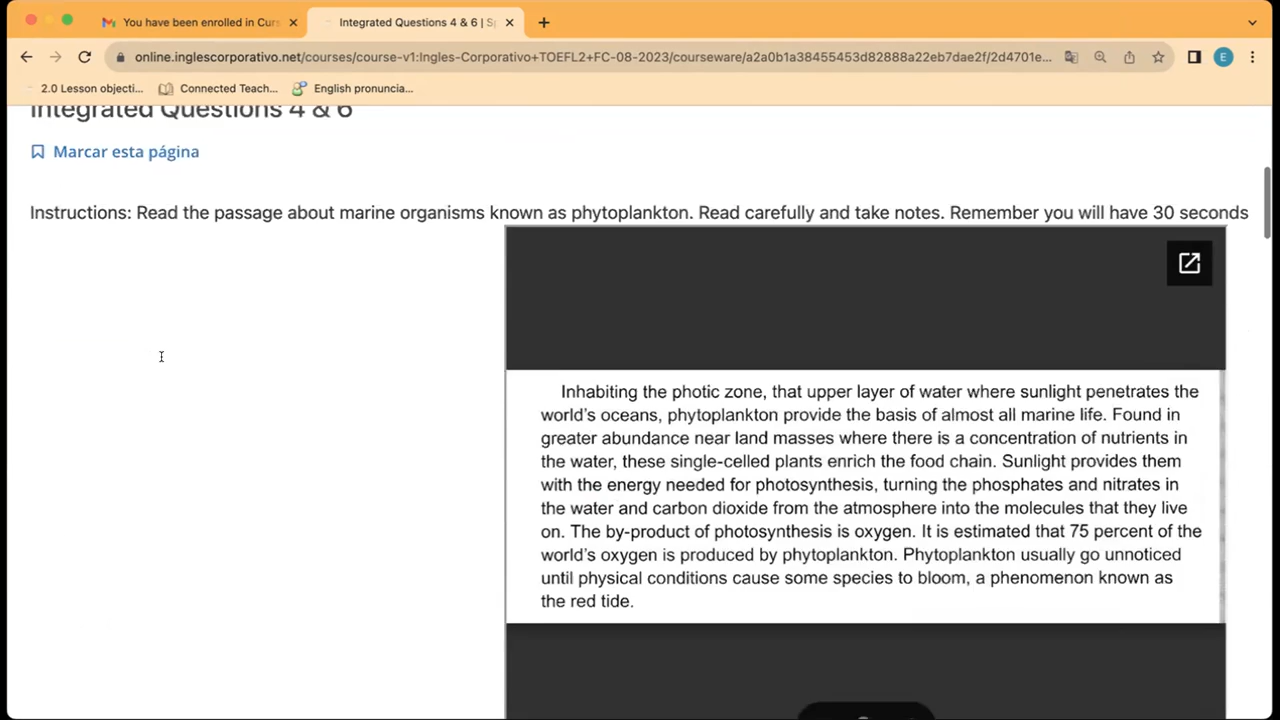 You have been enrolled in Curs
Integrated Questions 4 & 6 | Sp
online.inglescorporativo.net/courses/course-v1:Ingles-Corporativo+TOEFL2+FC-08-2023/courseware/a2a0b1a38455453d82888a22eb7dae2f/2d4701e...
E
2.0 Lesson objecti...
Connected Teach...
English pronuncia...
Integrated Questions 4 & 6
Marcar esta página
Instructions: Read the passage about marine organisms known as phytoplankton. Read carefully and take notes. Remember you will have 30 seconds
Inhabiting the photic zone, that upper layer of water where sunlight penetrates the
world's oceans, phytoplankton provide the basis of almost all marine life. Found in
greater abundance near land masses where there is a concentration of nutrients in
the water, these single-celled plants enrich the food chain. Sunlight provides them
with the energy needed for photosynthesis, turning the phosphates and nitrates in
the water and carbon dioxide from the atmosphere into the molecules that they live
on. The by-product of photosynthesis is oxygen. It is estimated that 75 percent of the
world's oxygen is produced by phytoplankton. Phytoplankton usually go unnoticed
until physical conditions cause some species to bloom, a phenomenon known as
the red tide.